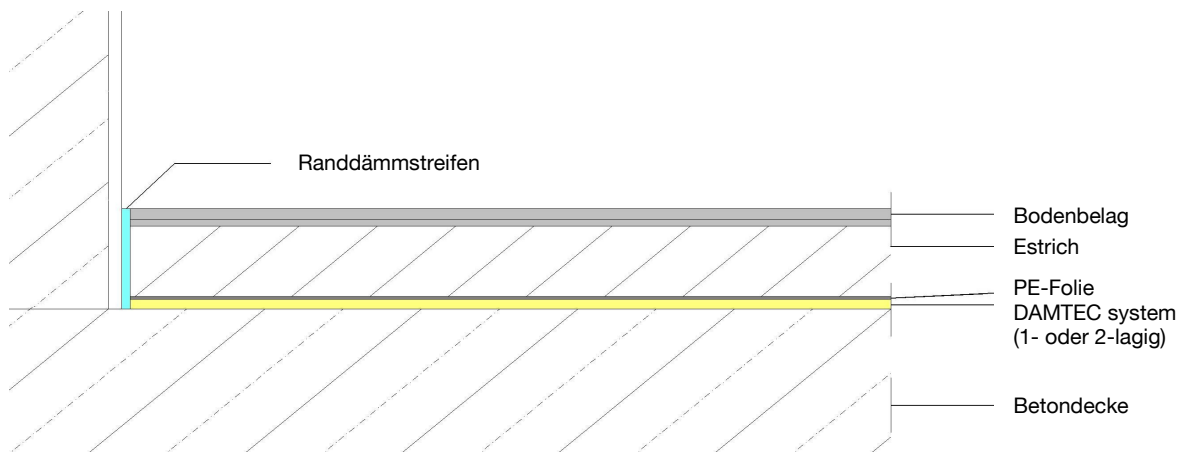 Randdämmstreifen
Bodenbelag
Estrich
PE-Folie
DAMTEC system
(1- oder 2-lagig)
Betondecke